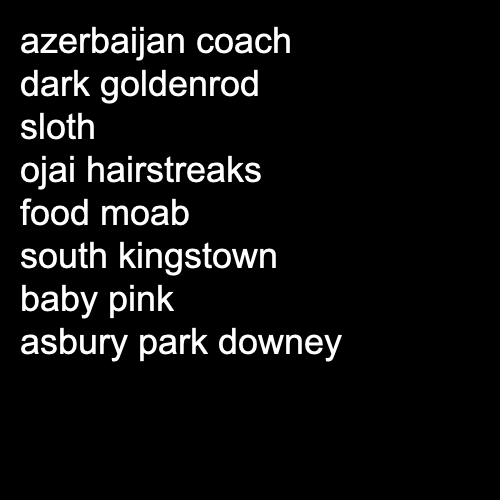 azerbaijan coach
dark goldenrod
sloth
ojai hairstreaks
food moab
south kingstown
baby pink
asbury park downey